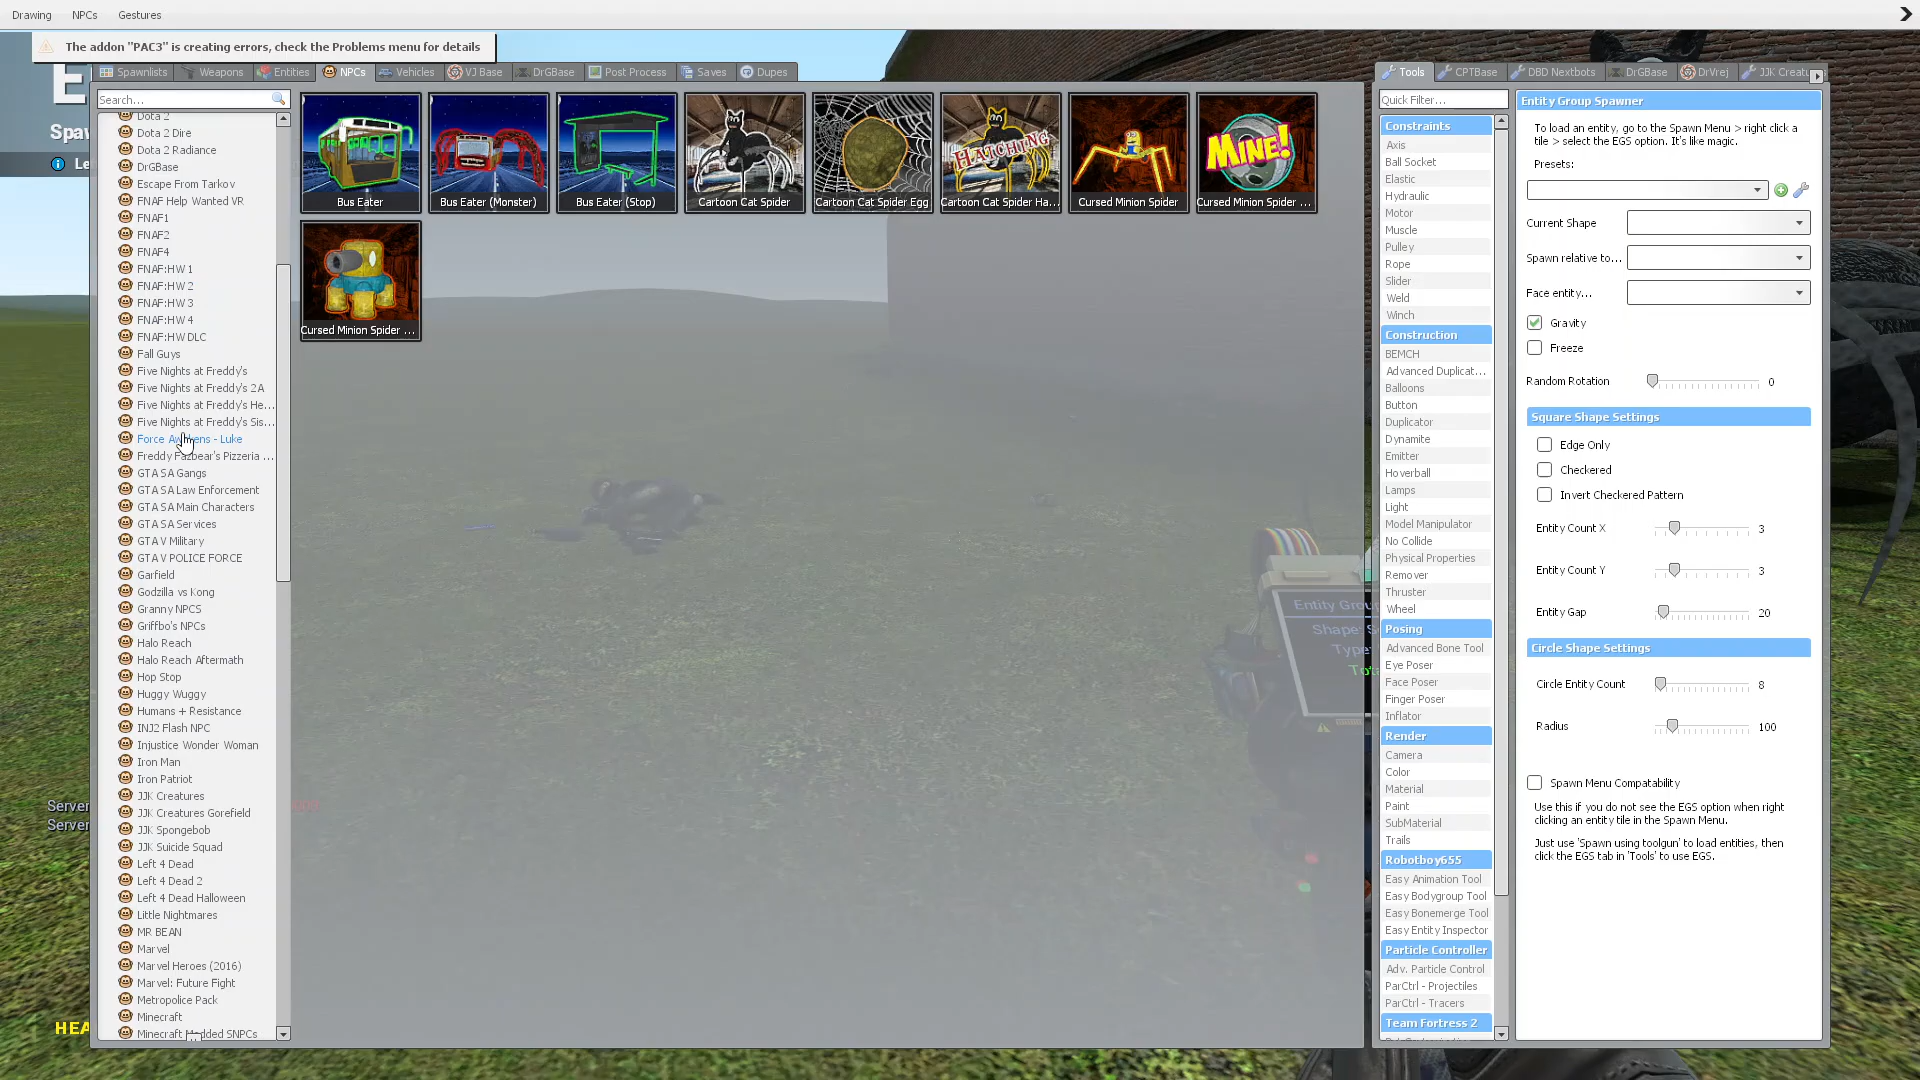 Drawing NPCs Gestures
The addon "PAC3" is creating errors, check the Problems menu for details
E
Spaw
Le
Spawnlists Weapons Entities NPCs Vehicles VJ Base DrGBase Post Process Saves Dupes
Search...
Dota 2
Dota 2 Dire
Dota 2 Radiance
DrGBase
Escape From Tarkov
FNAF Help Wanted VR
FNAF1
FNAF2
FNAF4
FNAF:HW 1
FNAF:HW 2
FNAF:HW 3
FNAF:HW 4
FNAF:HW DLC
Fall Guys
Five Nights at Freddy's
Five Nights at Freddy's 2A
Five Nights at Freddy's He...
Five Nights at Freddy's Sis...
Force Awakens - Luke
Freddy Fazbear's Pizzeria ...
GTA SA Gangs
GTA SA Law Enforcement
GTA SA Main Characters
GTA SA Services
GTA V Military
GTA V POLICE FORCE
Garfield
Godzilla vs Kong
Granny NPCS
Griffbo's NPCs
Halo Reach
Halo Reach Aftermath
Hop Stop
Huggy Wuggy
Humans + Resistance
INJ2 Flash NPC
Injustice Wonder Woman
Iron Man
Iron Patriot
JJK Creatures
JJK Creatures Gorefield
JJK Spongebob
JJK Suicide Squad
Left 4 Dead
Left 4 Dead 2
Left 4 Dead Halloween
Little Nightmares
MR BEAN
Marvel
Marvel Heroes (2016)
Marvel: Future Fight
Metropolice Pack
Minecraft
Minecraft Modded SNPCs
Server
Server
HEA
Bus Eater
Bus Eater (Monster)
Bus Eater (Stop)
Cartoon Cat Spider
Cartoon Cat Spider Egg
HATCHING
Cartoon Cat Spider Ha...
Cursed Minion Spider
MINE!
Cursed Minion Spider ...
Cursed Minion Spider ...
Entity Grou
Shape: S
Type:
Tota
Tools CPTBase DBD Nextbots DrGBase DrVrej JJK Creatu
Quick Filter...
Constraints
Axis
Ball Socket
Elastic
Hydraulic
Motor
Muscle
Pulley
Rope
Slider
Weld
Winch
Construction
BEMCH
Advanced Duplicat...
Balloons
Button
Duplicator
Dynamite
Emitter
Hoverball
Lamps
Light
Model Manipulator
No Collide
Physical Properties
Remover
Thruster
Wheel
Posing
Advanced Bone Tool
Eye Poser
Face Poser
Finger Poser
Inflator
Render
Camera
Color
Material
Paint
SubMaterial
Trails
Robotboy655
Easy Animation Tool
Easy Bodygroup Tool
Easy Bonemerge Tool
Easy Entity Inspector
Particle Controller
Adv. Particle Control
ParCtrl - Projectiles
ParCtrl - Tracers
Team Fortress 2
Entity Group Spawner
To load an entity, go to the Spawn Menu > right click a
tile > select the EGS option. It's like magic.
Presets:
Current Shape
Spawn relative to...
Face entity...
Gravity
Freeze
Random Rotation 0
Square Shape Settings
Edge Only
Checkered
Invert Checkered Pattern
Entity Count X 3
Entity Count Y 3
Entity Gap 20
Circle Shape Settings
Circle Entity Count 8
Radius 100
Spawn Menu Compatability
Use this if you do not see the EGS option when right
clicking an entity tile in the Spawn Menu.
Just use 'Spawn using toolgun' to load entities, then
click the EGS tab in 'Tools' to use EGS.